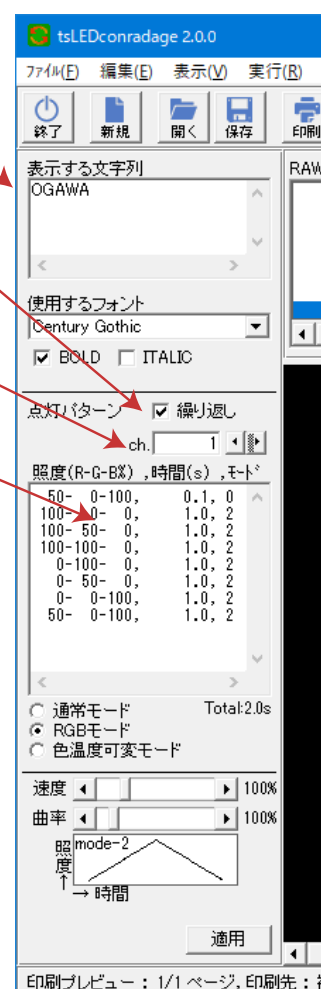 tsLEDconradage 2.0.0
ファイル(F) 編集(E) 表示(V) 実行(R)
終了 新規 開く 保存 印刷
表示する文字列
OGAWA
RAW
使用するフォント
Century Gothic
BOLD ITALIC
点灯パターン 繰り返し
ch. 1
照度(R-G-B%) ,時間(s) ,モード
50- 0-100, 0.1, 0
100- 0- 0, 1.0, 2
100- 50- 0, 1.0, 2
100-100- 0, 1.0, 2
0-100- 0, 1.0, 2
0- 50- 0, 1.0, 2
0- 0-100, 1.0, 2
50- 0-100, 1.0, 2
通常モード Total:2.0s
RGBモード
色温度可変モード
速度 100%
曲率 100%
照度↑ mode-2
→ 時間
適用
印刷プレビュー : 1/1 ページ, 印刷先 :